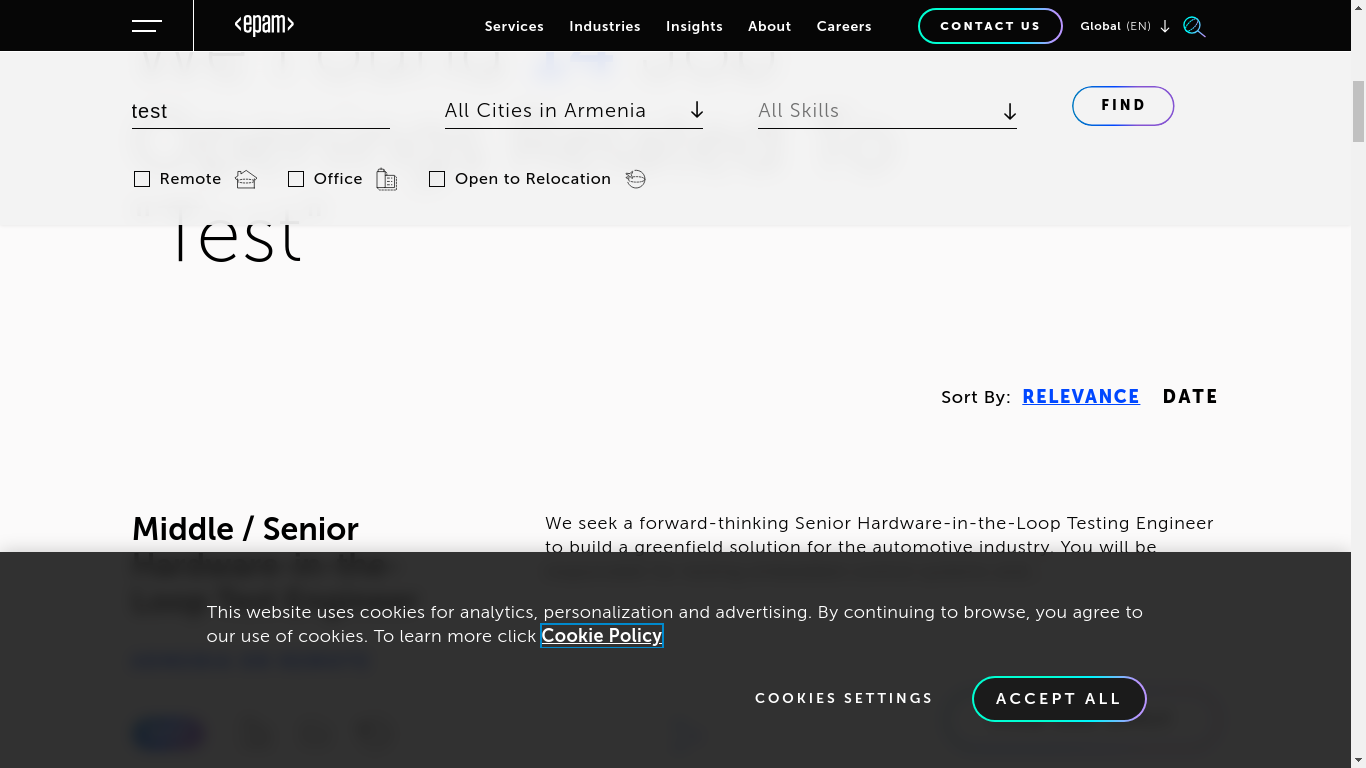 <epam>
Services
Industries
Insights
About
Careers
CONTACT US
Global (EN)
test
All Cities in Armenia
All Skills
FIND
Remote
Office
Open to Relocation
Test
Sort By: RELEVANCE DATE
Middle / Senior
We seek a forward-thinking Senior Hardware-in-the-Loop Testing Engineer
to build a greenfield solution for the automotive industry. You will be
This website uses cookies for analytics, personalization and advertising. By continuing to browse, you agree to
our use of cookies. To learn more click Cookie Policy
COOKIES SETTINGS
ACCEPT ALL